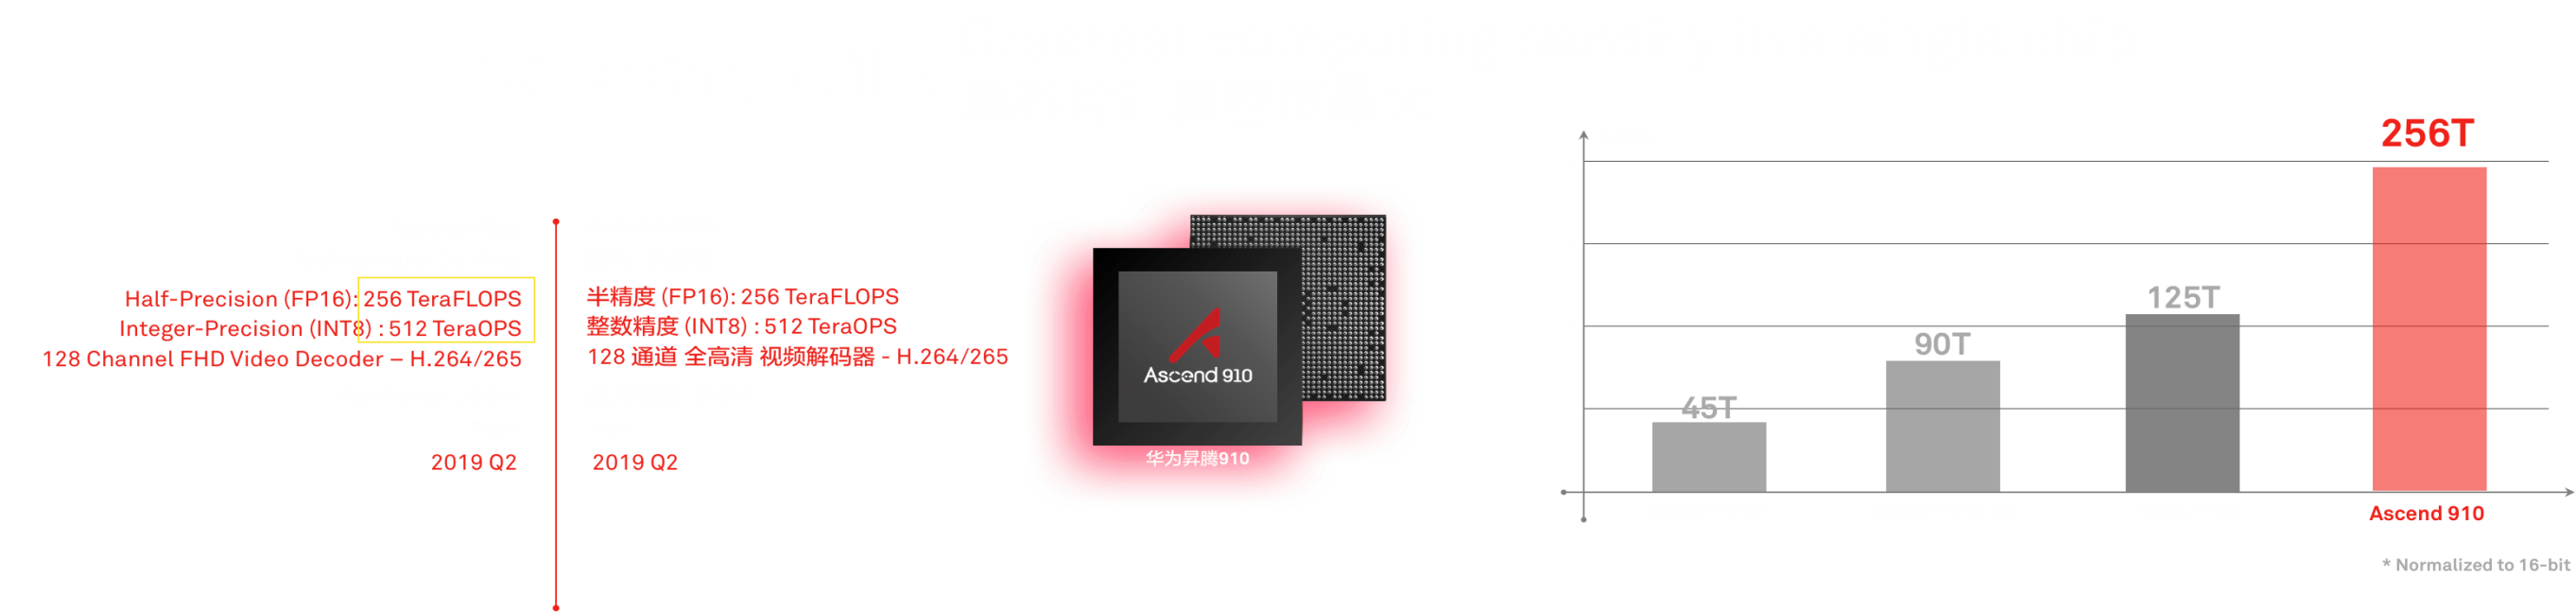 Half-Precision (FP16): 256 TeraFLOPS
Integer-Precision (INT8) : 512 TeraOPS
128 Channel FHD Video Decoder – H.264/265
2019 Q2
半精度 (FP16): 256 TeraFLOPS
整数精度 (INT8) : 512 TeraOPS
128 通道 全高清 视频解码器 - H.264/265
2019 Q2
Ascend 910
华为昇腾910
45T
90T
125T
256T
Ascend 910
* Normalized to 16-bit